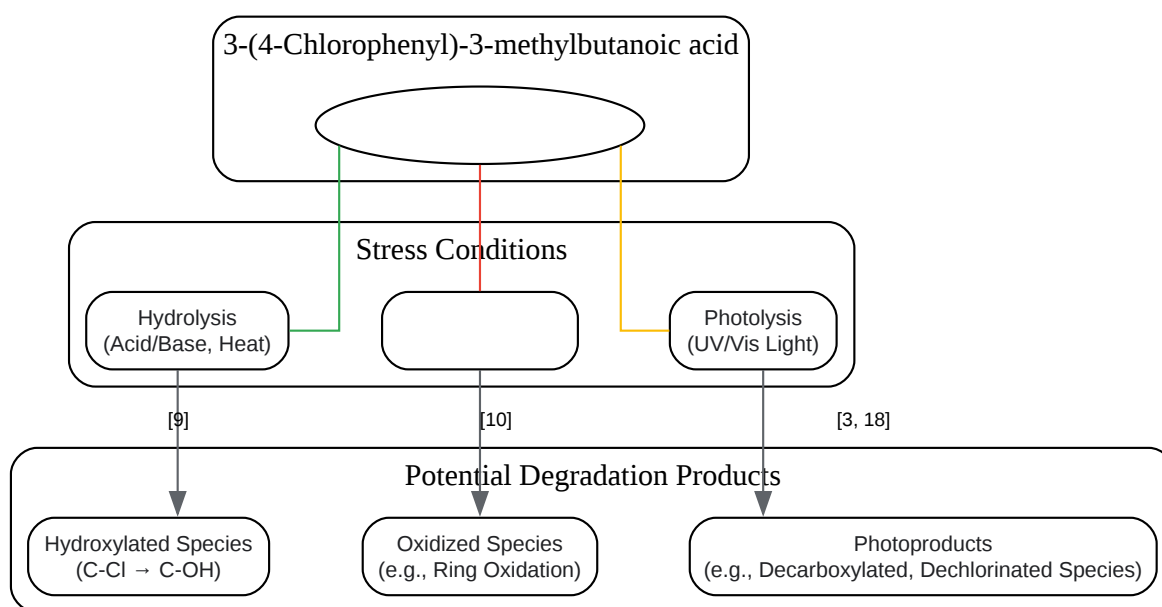 3-(4-Chlorophenyl)-3-methylbutanoic acid
Stress Conditions
Hydrolysis
(Acid/Base, Heat)
Photolysis
(UV/Vis Light)
[9]
[10]
[3, 18]
Potential Degradation Products
Hydroxylated Species
(C-Cl → C-OH)
Oxidized Species
(e.g., Ring Oxidation)
Photoproducts
(e.g., Decarboxylated, Dechlorinated Species)